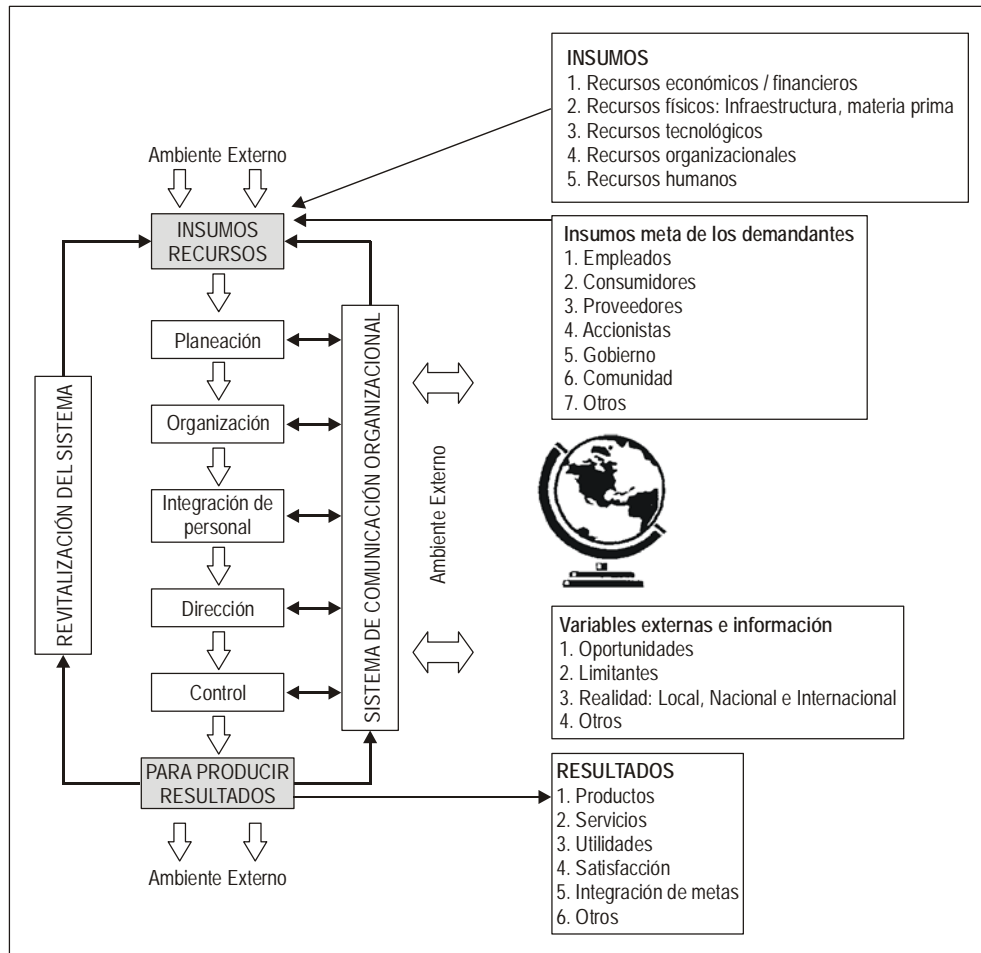 INSUMOS
1. Recursos económicos / financieros
2. Recursos físicos: Infraestructura, materia prima
3. Recursos tecnológicos
4. Recursos organizacionales
5. Recursos humanos
Ambiente Externo
INSUMOS
RECURSOS
Insumos meta de los demandantes
1. Empleados
2. Consumidores
3. Proveedores
4. Accionistas
5. Gobierno
6. Comunidad
7. Otros
Planeación
Organización
Integración de
personal
Dirección
Control
REVITALIZACIÓN DEL SISTEMA
SISTEMA DE COMUNICACIÓN ORGANIZACIONAL
Ambiente Externo
Variables externas e información
1. Oportunidades
2. Limitantes
3. Realidad: Local, Nacional e Internacional
4. Otros
PARA PRODUCIR
RESULTADOS
Ambiente Externo
RESULTADOS
1. Productos
2. Servicios
3. Utilidades
4. Satisfacción
5. Integración de metas
6. Otros